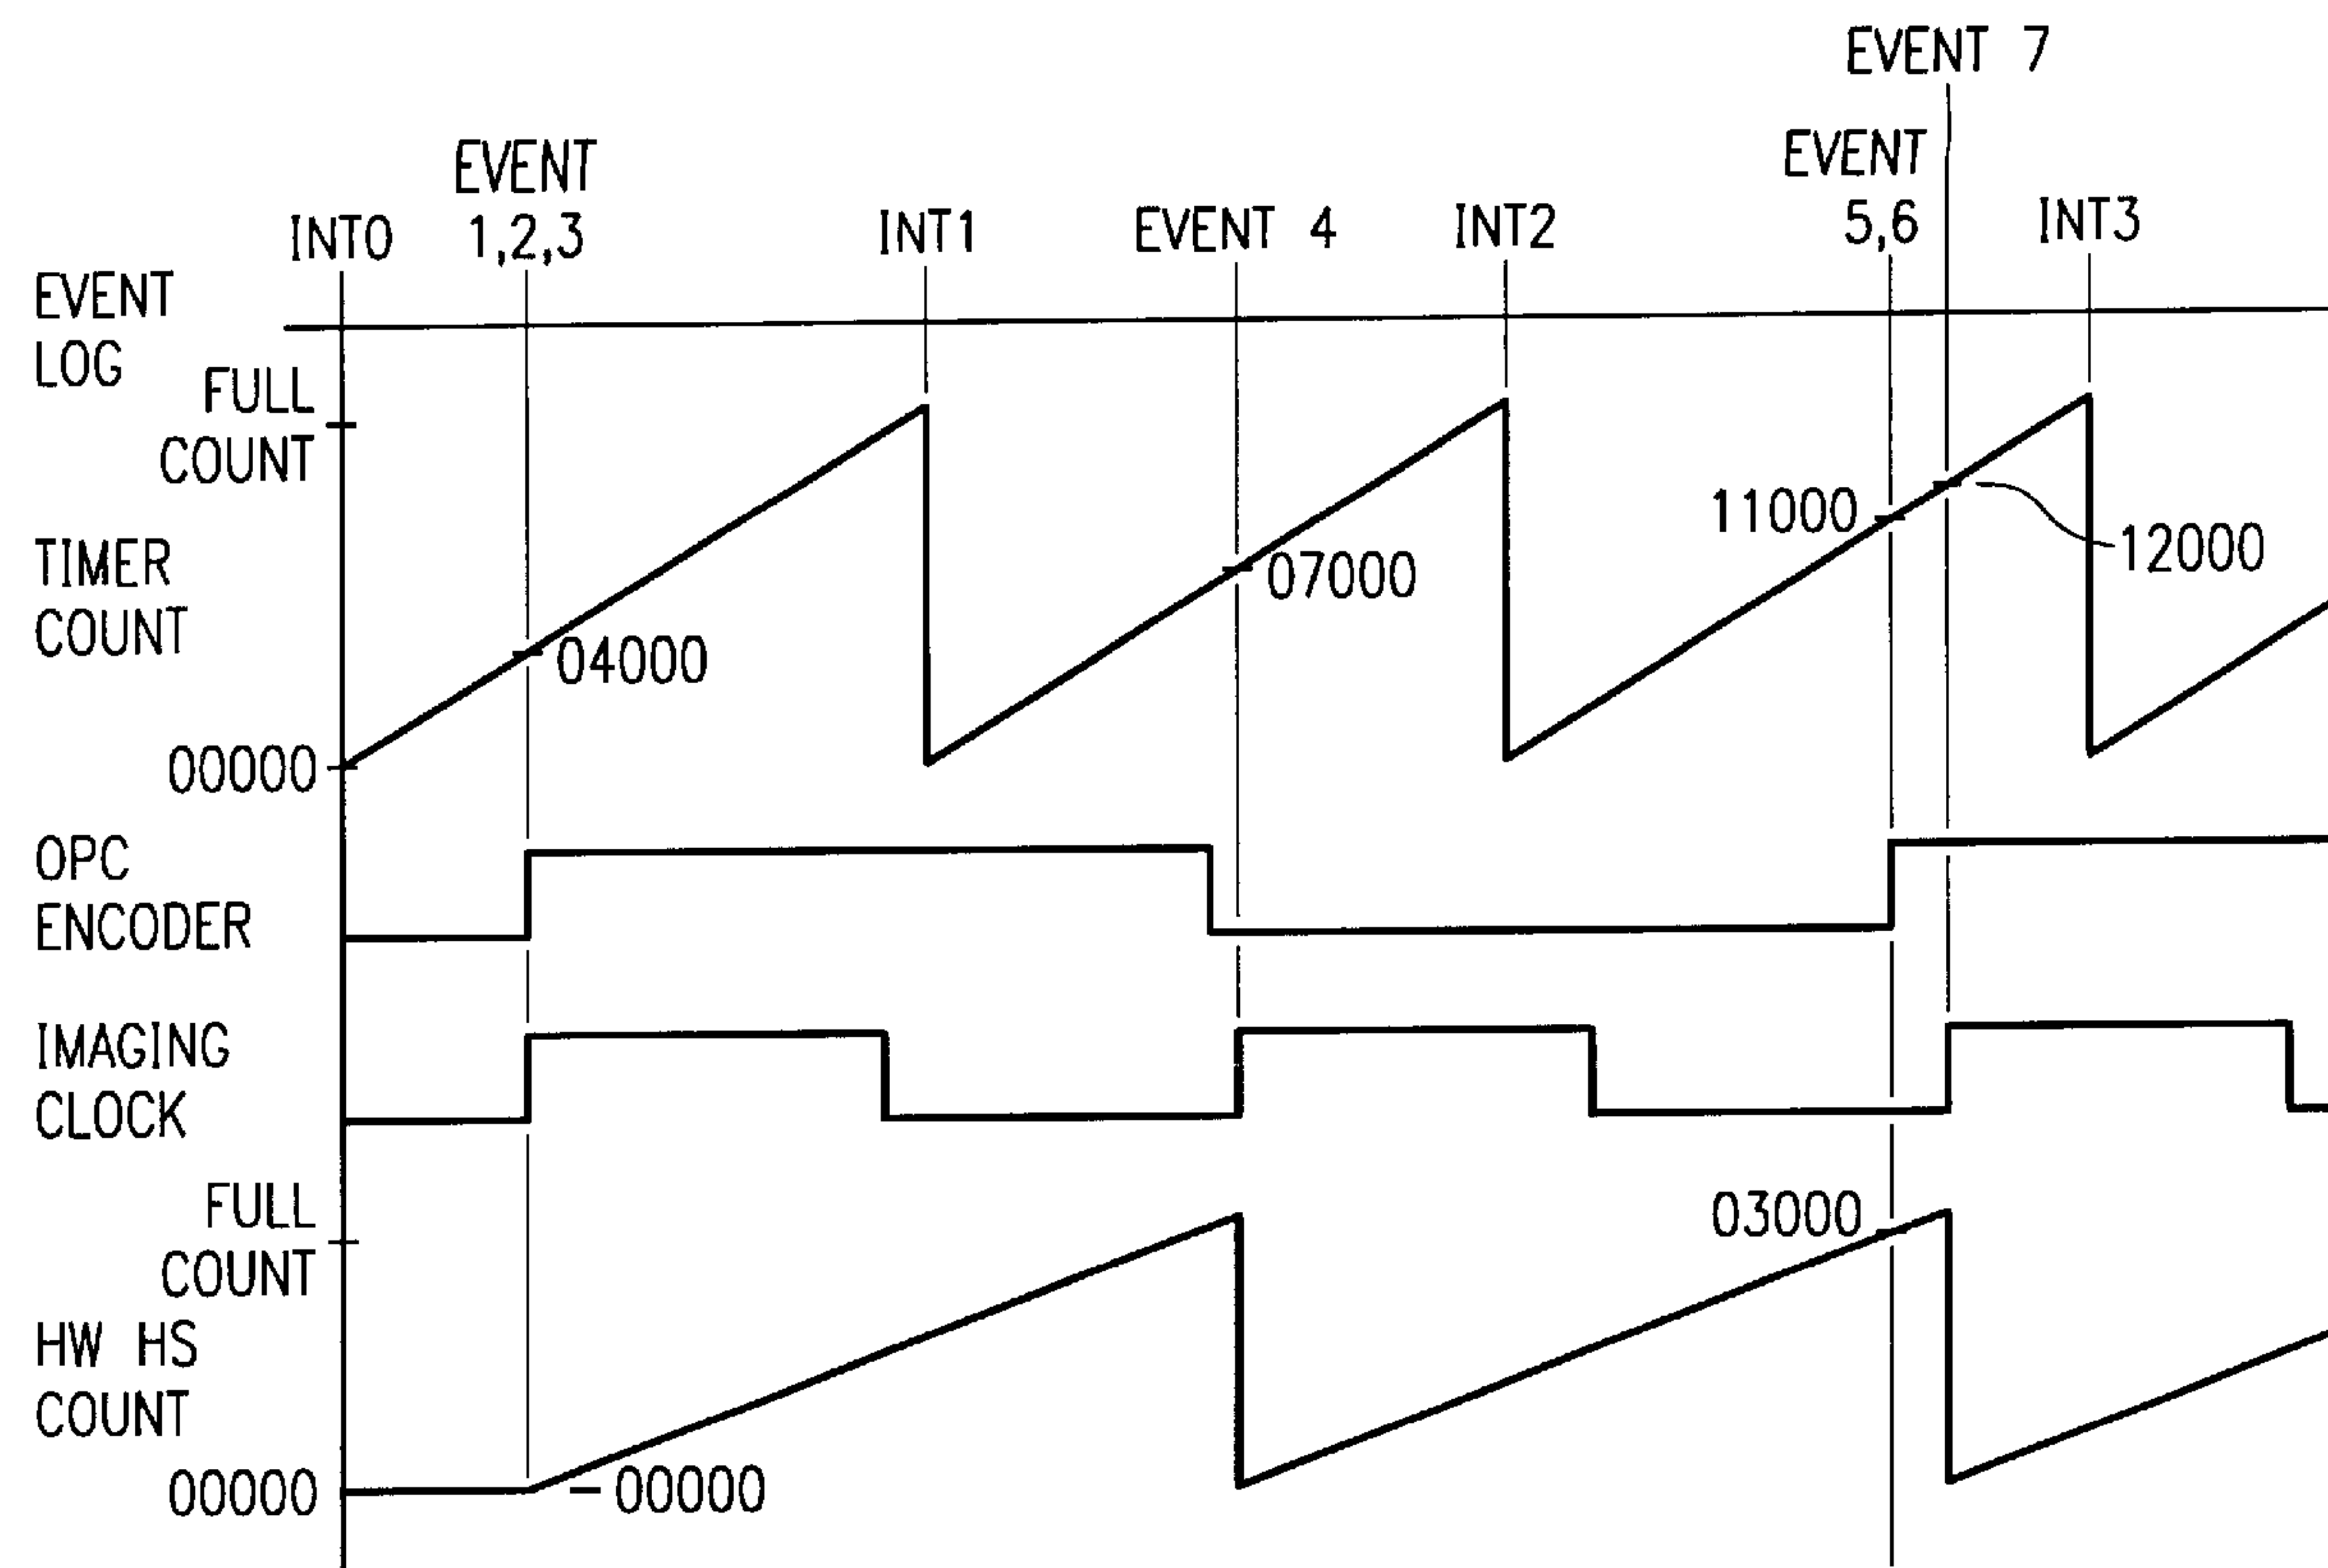 EVENT 7
EVENT
5,6
EVENT
1,2,3
INT0
INT1
EVENT 4
INT2
INT3
EVENT
LOG
FULL
COUNT
TIMER
COUNT
04000
07000
11000
12000
00000
OPC
ENCODER
IMAGING
CLOCK
FULL
COUNT
03000
HW HS
COUNT
00000
00000